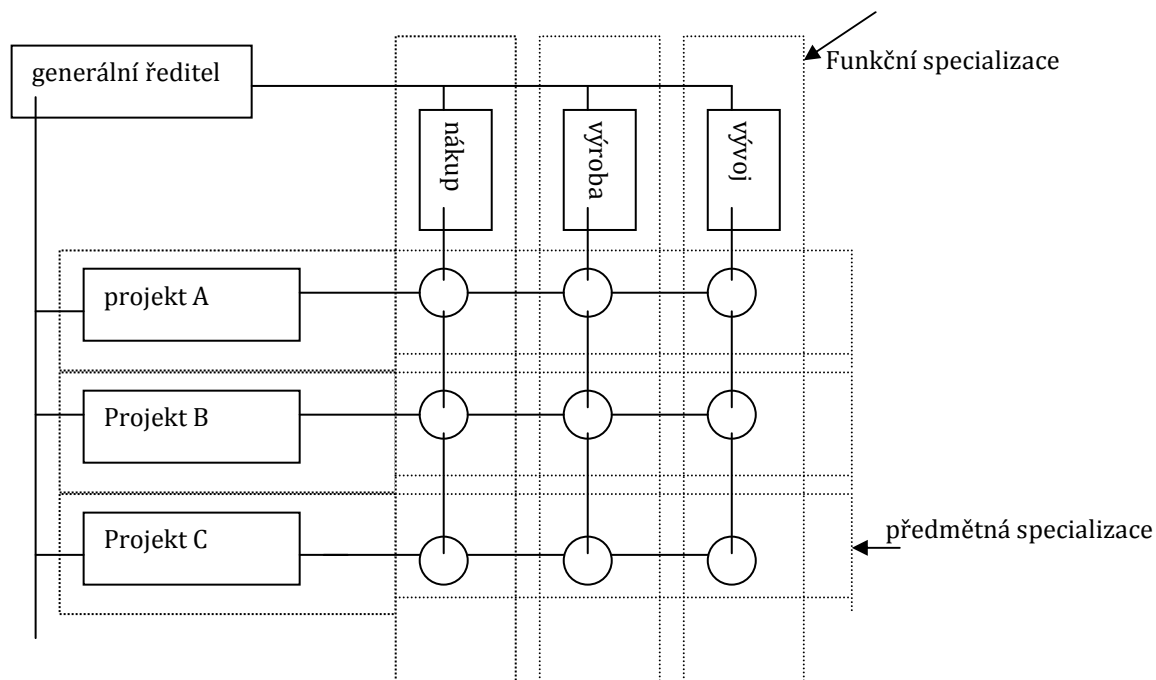 generální ředitel
Funkční specializace
nákup
výroba
vývoj
projekt A
Projekt B
Projekt C
předmětná specializace